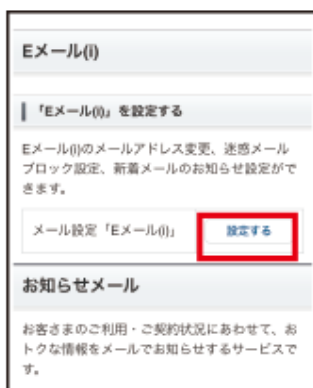 Eメール(i)
「Eメール(i)」を設定する
Eメール(i)のメールアドレス変更、迷惑メール
ブロック設定、新着メールのお知らせ設定がで
きます。
メール設定「Eメール(i)」
設定する
お知らせメール
お客さまのご利用・ご契約状況にあわせて、お
トクな情報をメールでお知らせするサービスで
す。